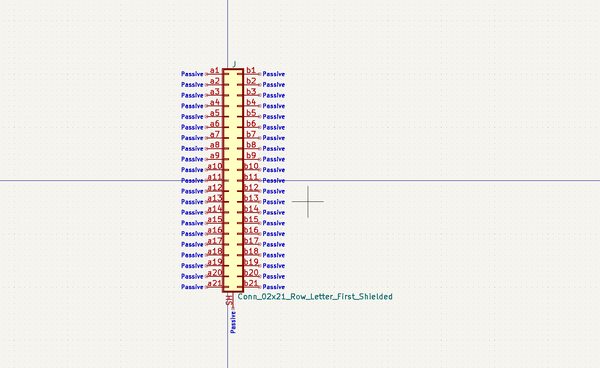 J
Passive a1 b1 Passive
Passive a2 b2 Passive
Passive a3 b3 Passive
Passive a4 b4 Passive
Passive a5 b5 Passive
Passive a6 b6 Passive
Passive a7 b7 Passive
Passive a8 b8 Passive
Passive a9 b9 Passive
Passive a10 b10 Passive
Passive a11 b11 Passive
Passive a12 b12 Passive
Passive a13 b13 Passive
Passive a14 b14 Passive
Passive a15 b15 Passive
Passive a16 b16 Passive
Passive a17 b17 Passive
Passive a18 b18 Passive
Passive a19 b19 Passive
Passive a20 b20 Passive
Passive a21 b21 Passive
SH Conn_02x21_Row_Letter_First_Shielded
Passive